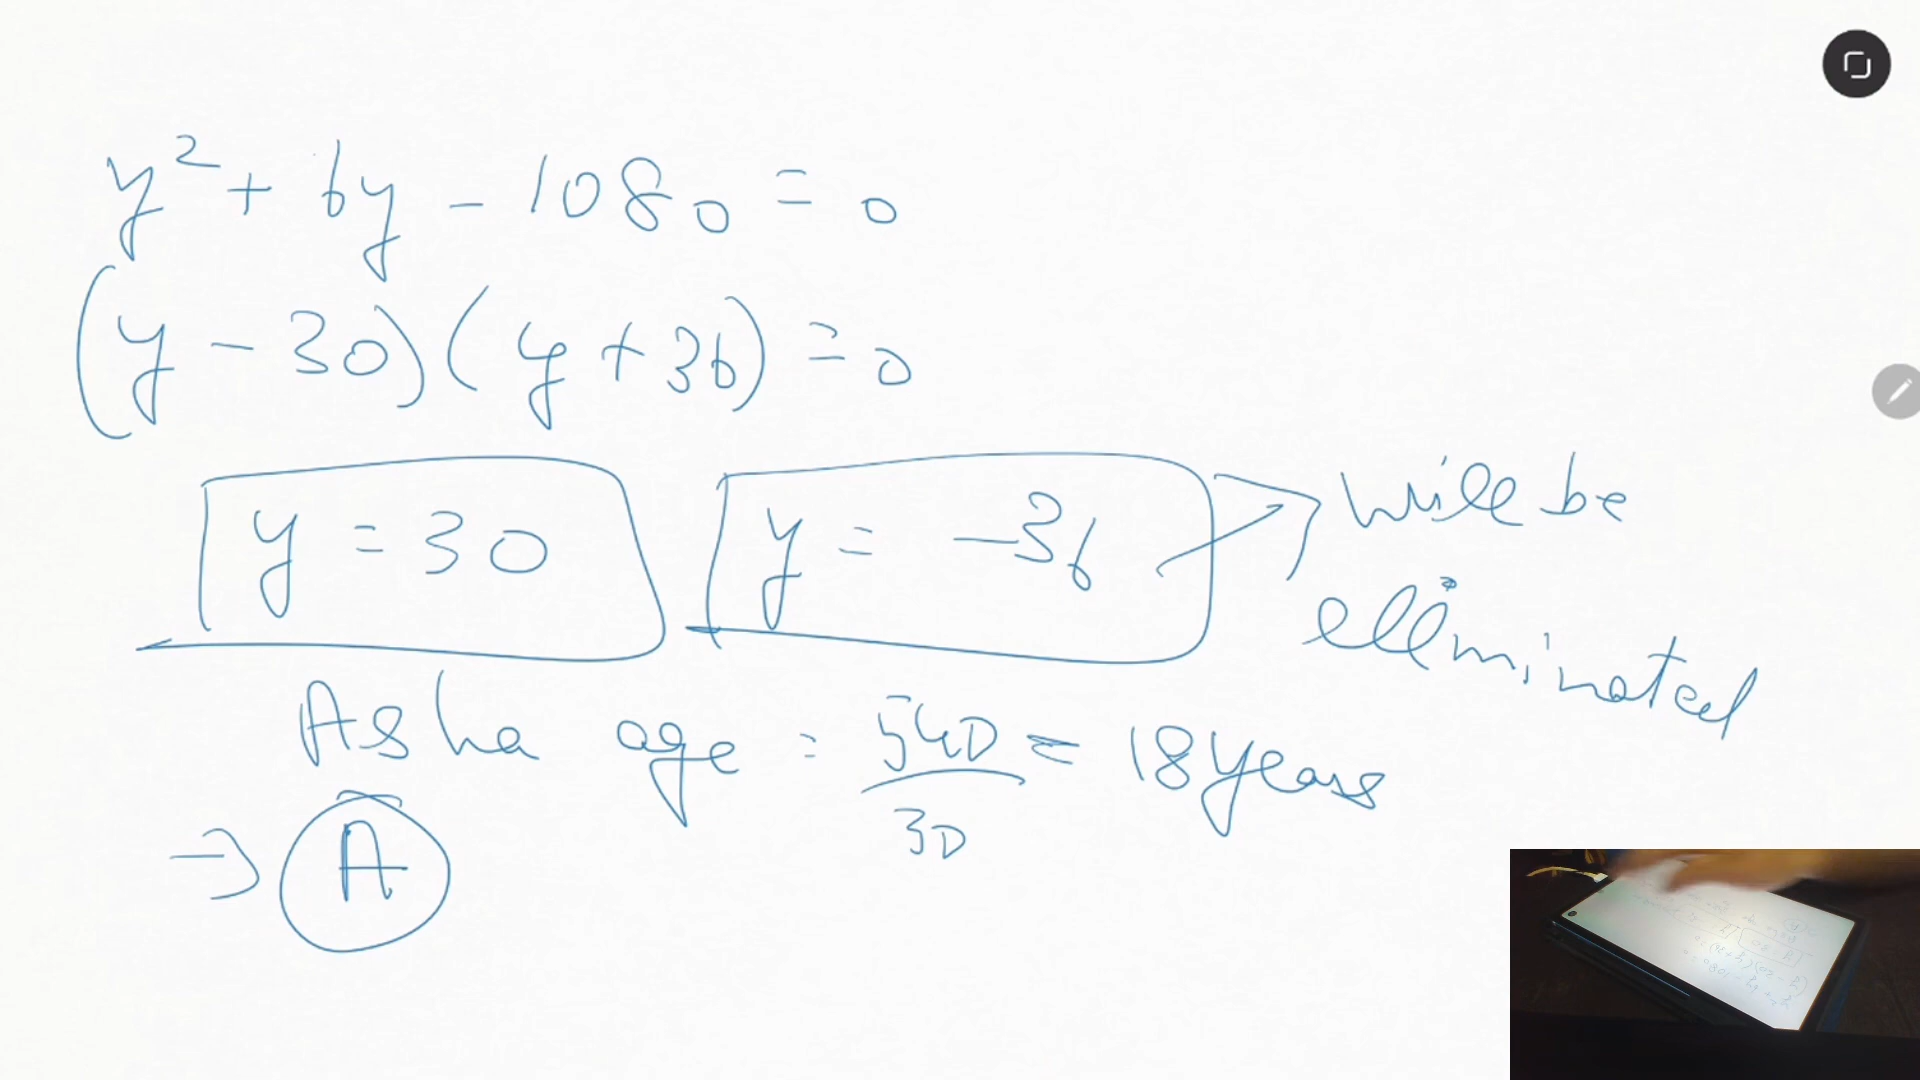 y² + 6y - 1080 = 0
(y - 30)(y + 36) = 0
y = 30
y = -36
will be
elliminated
Asha age = 540/30 = 18 years
→ A